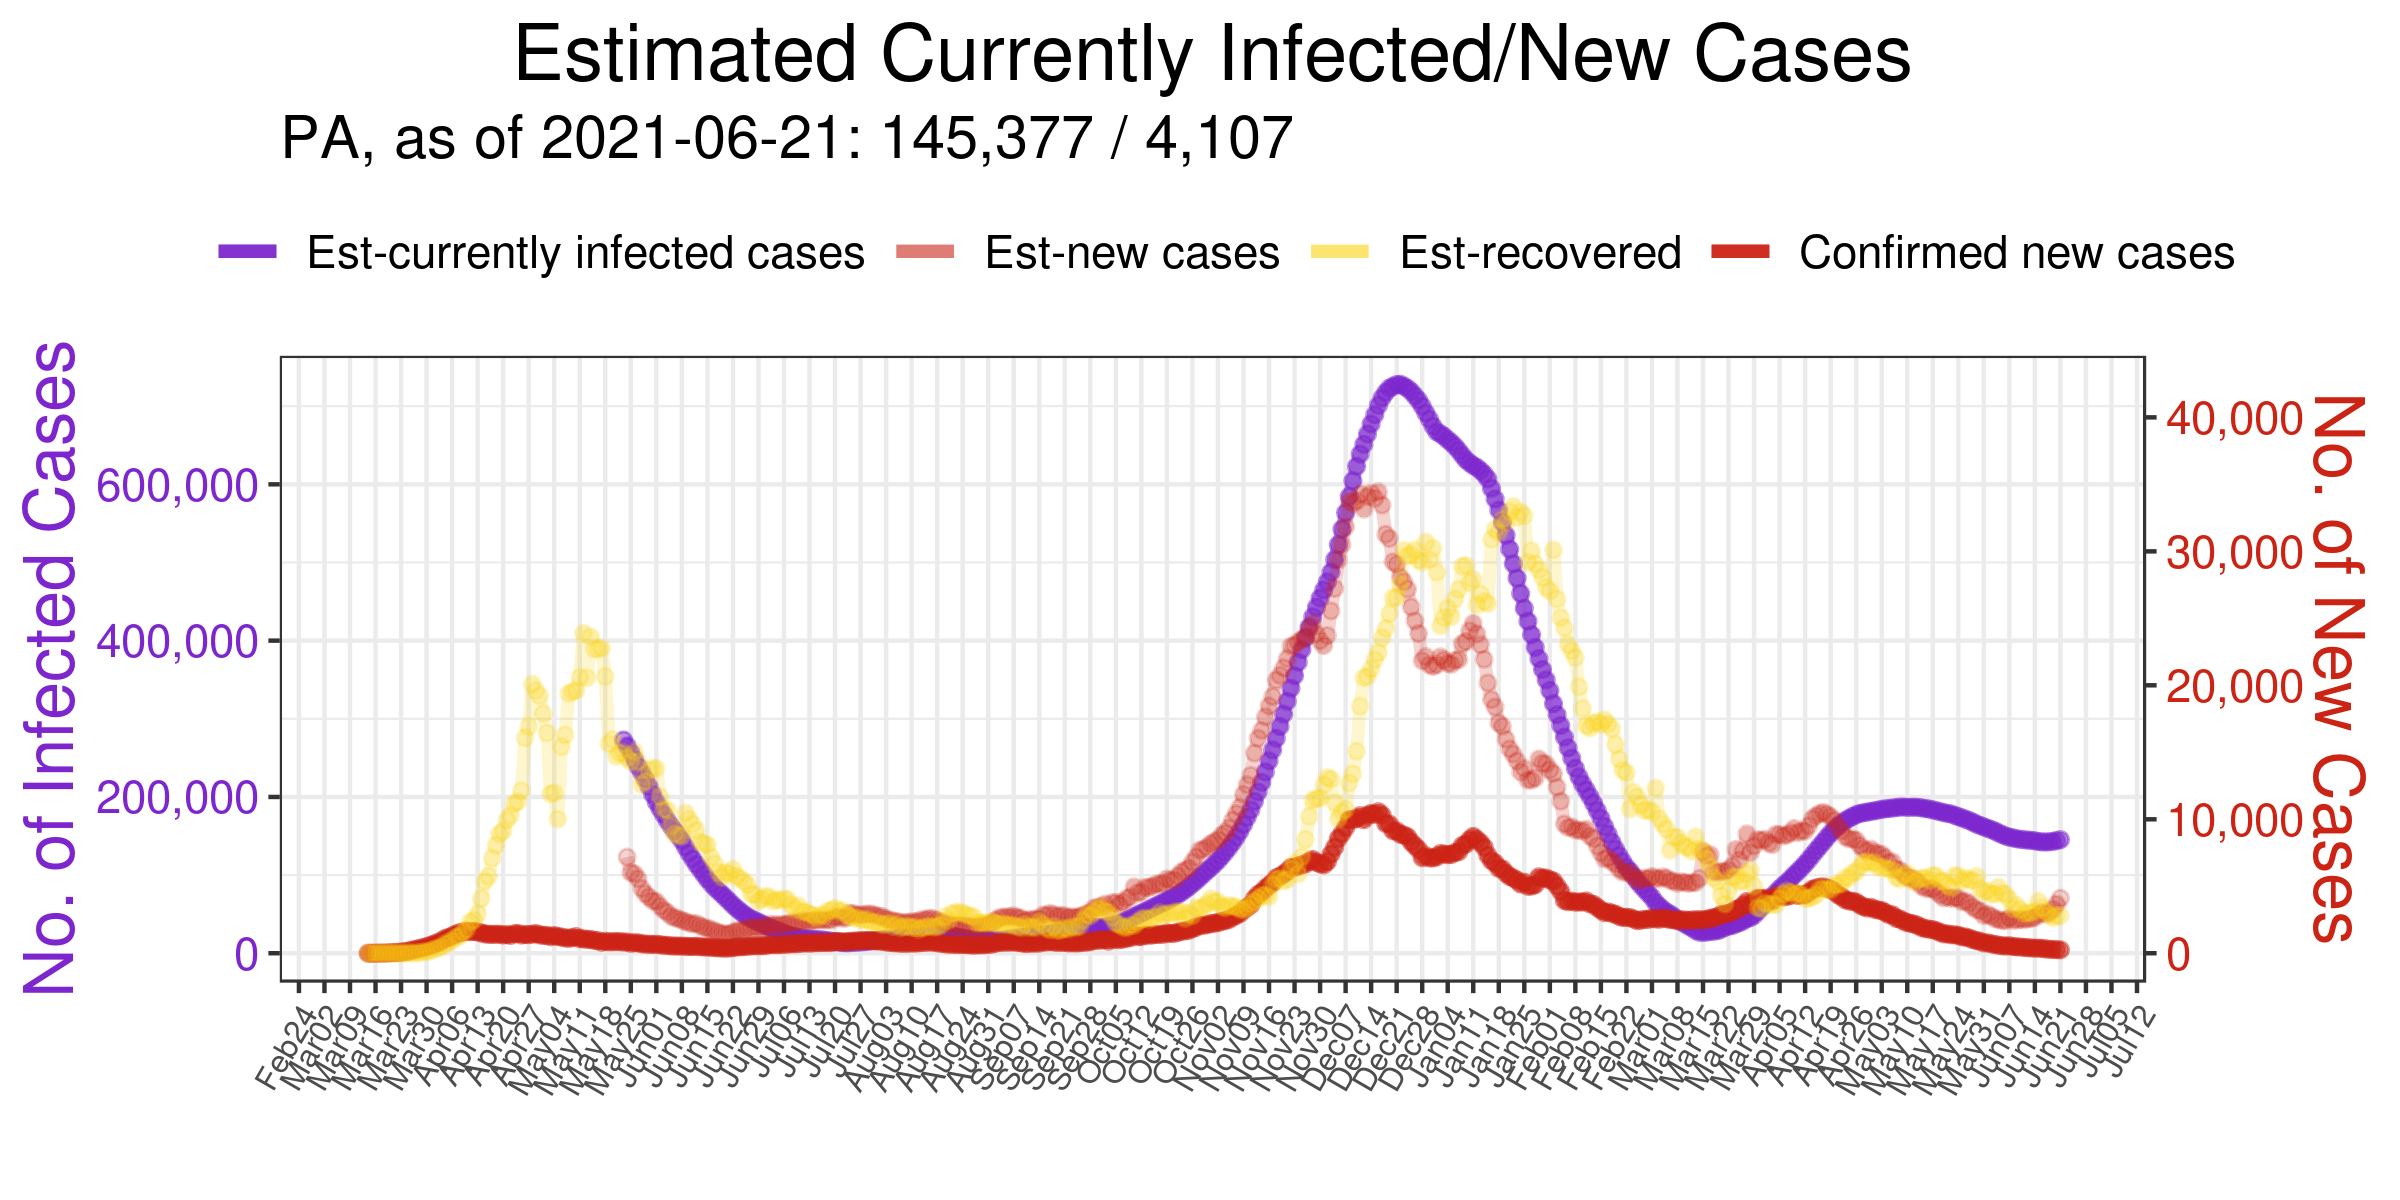 Estimated Currently Infected/New Cases
PA, as of 2021-06-21: 145,377 / 4,107
Est-currently infected cases
Est-new cases
Est-recovered
Confirmed new cases
No. of Infected Cases
600,000
400,000
200,000
0
40,000
30,000
20,000
10,000
0
No. of New Cases
Feb24
Mar02
Mar09
Mar16
Mar23
Mar30
Apr06
Apr13
Apr20
Apr27
May04
May11
May18
May25
Jun01
Jun08
Jun15
Jun22
Jun29
Jul06
Jul13
Jul20
Jul27
Aug03
Aug10
Aug17
Aug24
Aug31
Sep07
Sep14
Sep21
Sep28
Oct05
Oct12
Oct19
Oct26
Nov02
Nov09
Nov16
Nov23
Nov30
Dec07
Dec14
Dec21
Dec28
Jan04
Jan11
Jan18
Jan25
Feb01
Feb08
Feb15
Feb22
Mar01
Mar08
Mar15
Mar22
Mar29
Apr05
Apr12
Apr19
Apr26
May03
May10
May17
May24
May31
Jun07
Jun14
Jun21
Jun28
Jul05
Jul12